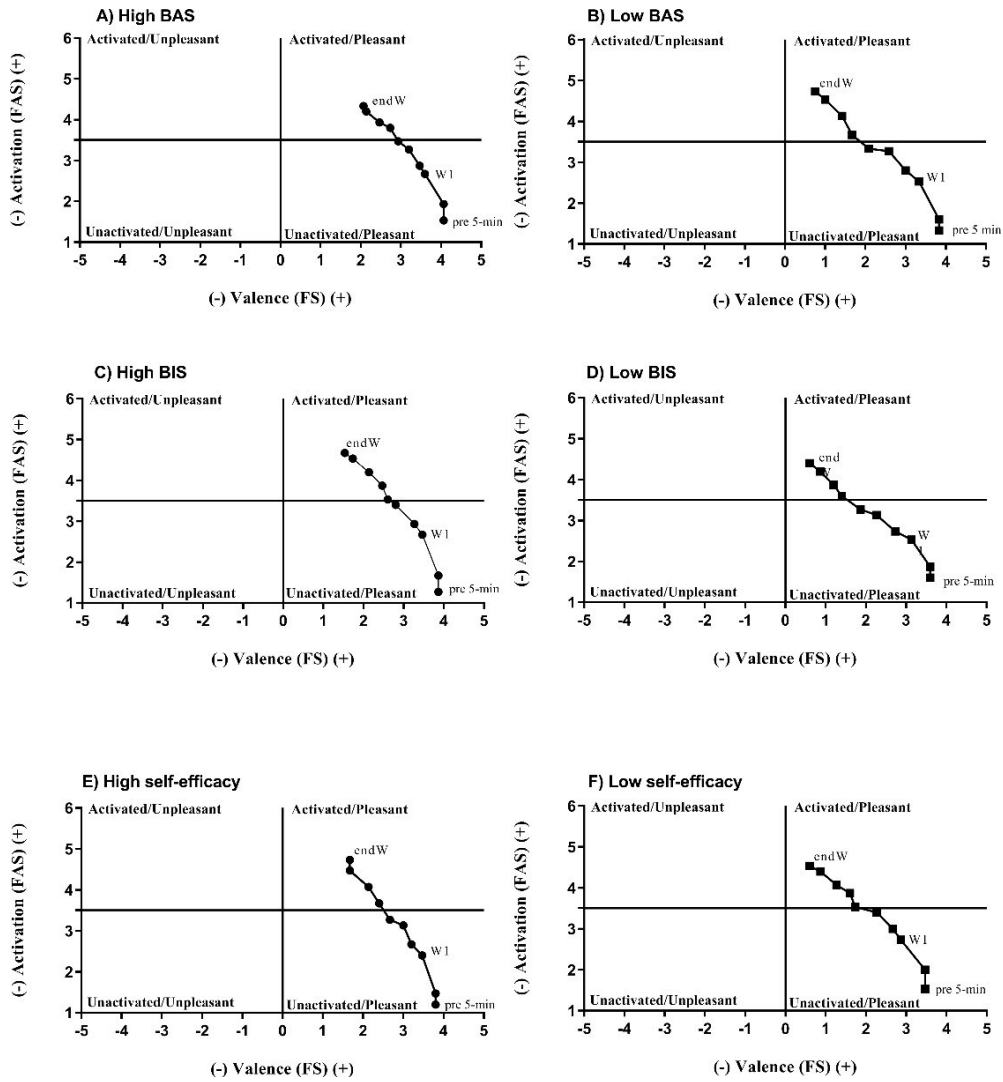 A) High BAS
Activated/Unpleasant
Activated/Pleasant
endW
W1
pre 5-min
Unactivated/Unpleasant
Unactivated/Pleasant
(-) Activation (FAS) (+)
6
5
4
3
2
1
-5 -4 -3 -2 -1 0 1 2 3 4 5
(-) Valence (FS) (+)
B) Low BAS
Activated/Unpleasant
Activated/Pleasant
endW
W1
pre 5 min
Unactivated/Unpleasant
Unactivated/Pleasant
(-) Activation (FAS) (+)
6
5
4
3
2
1
-5 -4 -3 -2 -1 0 1 2 3 4 5
(-) Valence (FS) (+)
C) High BIS
Activated/Unpleasant
Activated/Pleasant
endW
W1
pre 5-min
Unactivated/Unpleasant
Unactivated/Pleasant
(-) Activation (FAS) (+)
6
5
4
3
2
1
-5 -4 -3 -2 -1 0 1 2 3 4 5
(-) Valence (FS) (+)
D) Low BIS
Activated/Unpleasant
Activated/Pleasant
end
W
pre 5-min
Unactivated/Unpleasant
Unactivated/Pleasant
(-) Activation (FAS) (+)
6
5
4
3
2
1
-5 -4 -3 -2 -1 0 1 2 3 4 5
(-) Valence (FS) (+)
E) High self-efficacy
Activated/Unpleasant
Activated/Pleasant
endW
W1
pre 5-min
Unactivated/Unpleasant
Unactivated/Pleasant
(-) Activation (FAS) (+)
6
5
4
3
2
1
-5 -4 -3 -2 -1 0 1 2 3 4 5
(-) Valence (FS) (+)
F) Low self-efficacy
Activated/Unpleasant
Activated/Pleasant
endW
W1
pre 5-min
Unactivated/Unpleasant
Unactivated/Pleasant
(-) Activation (FAS) (+)
6
5
4
3
2
1
-5 -4 -3 -2 -1 0 1 2 3 4 5
(-) Valence (FS) (+)